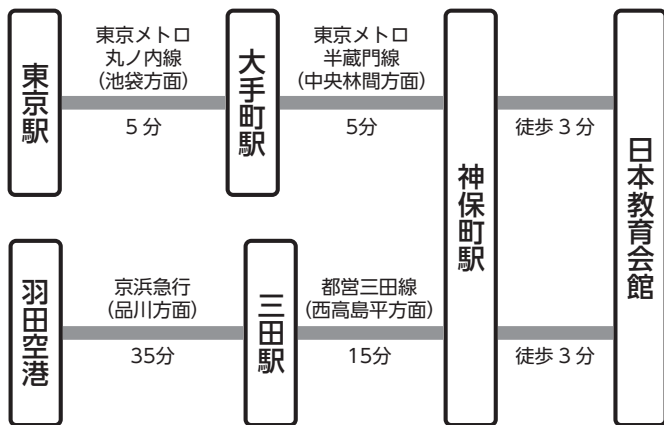 東京駅
東京メトロ
丸ノ内線
(池袋方面)
5 分
大手町駅
東京メトロ
半蔵門線
(中央林間方面)
5分
神保町駅
徒歩 3 分
日本教育会館
羽田空港
京浜急行
(品川方面)
35分
三田駅
都営三田線
(西高島平方面)
15分
徒歩 3 分